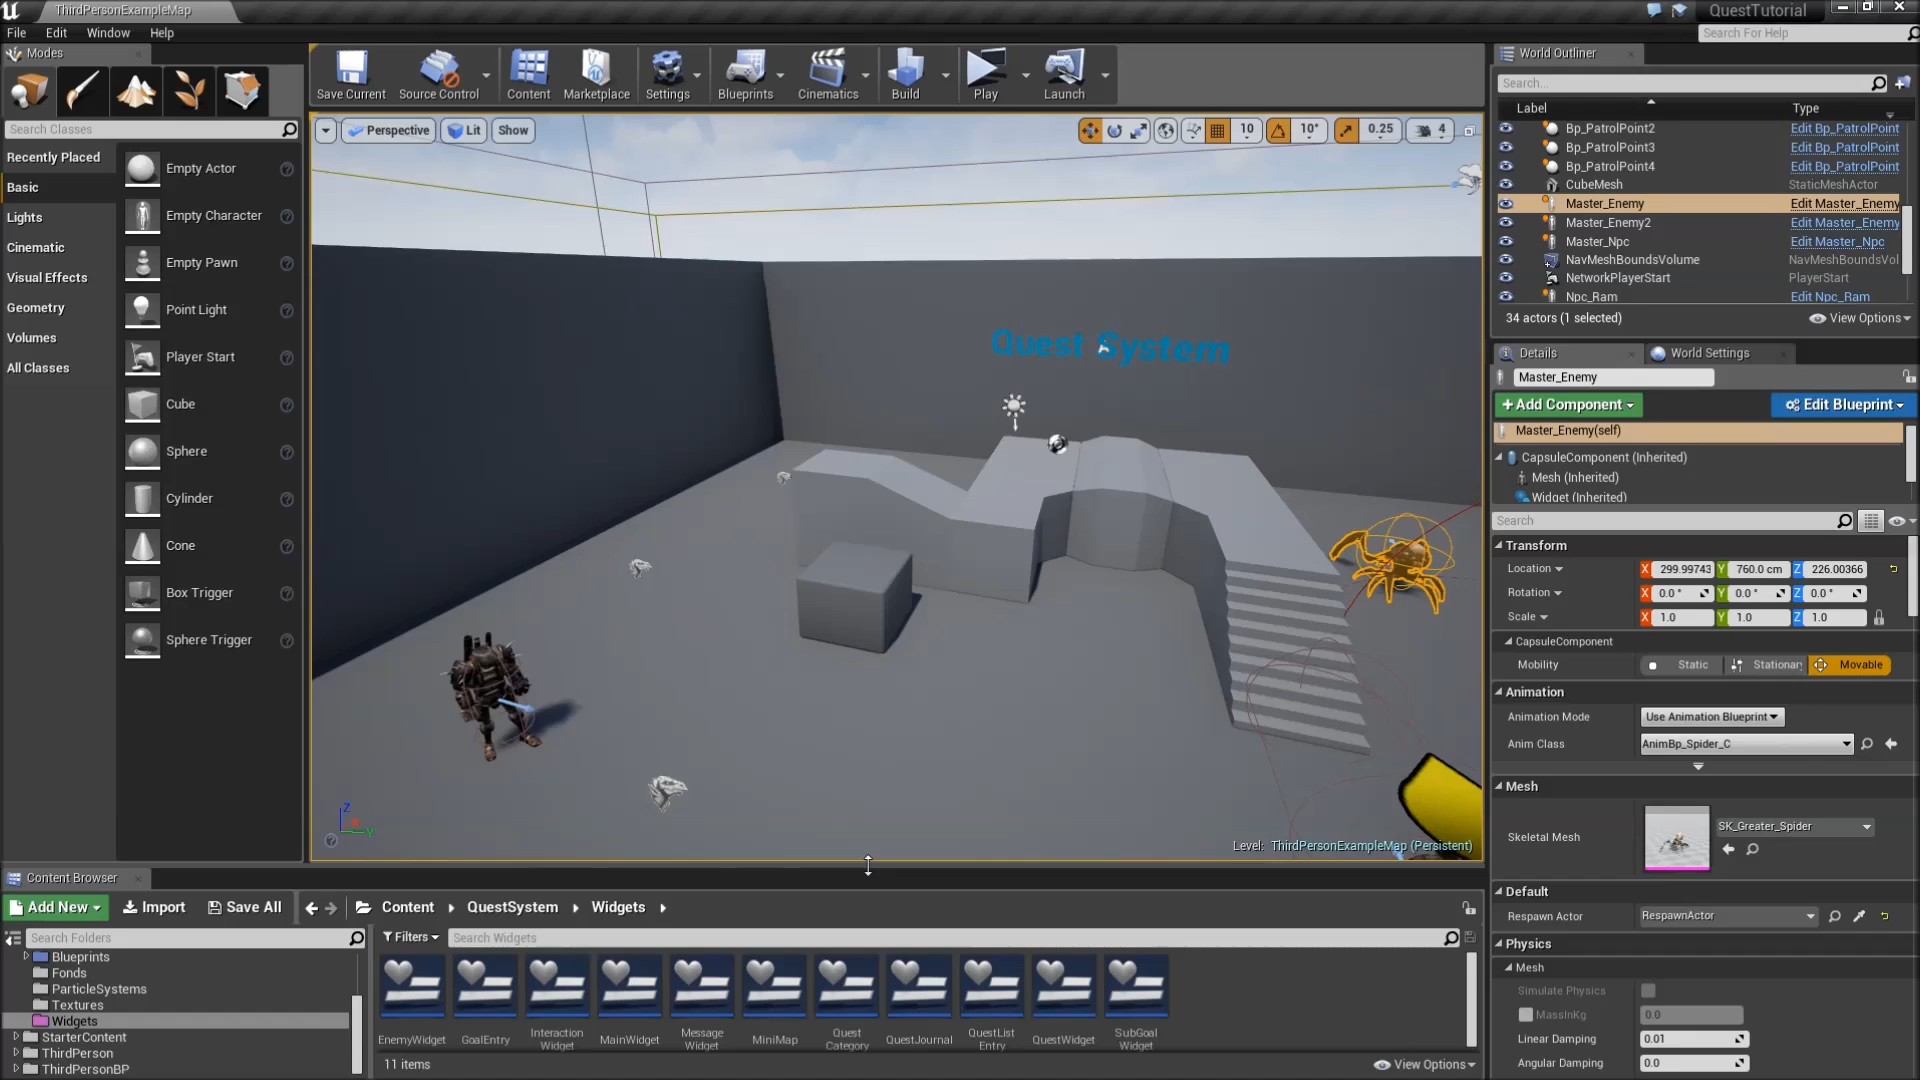 ThirdPersonExampleMap
QuestTutorial
File Edit Window Help
Search For Help
Modes
Search Classes
Recently Placed
Basic
Lights
Cinematic
Visual Effects
Geometry
Volumes
All Classes
Empty Actor
Empty Character
Empty Pawn
Point Light
Player Start
Cube
Sphere
Cylinder
Cone
Box Trigger
Sphere Trigger
Save Current
Source Control
Content
Marketplace
Settings
Blueprints
Cinematics
Build
Play
Launch
Perspective
Lit
Show
10
10°
0.25
4
Quest System
Level: ThirdPersonExampleMap (Persistent)
Z
X
Y
World Outliner
Search...
Label Type
Bp_PatrolPoint2 Edit Bp_PatrolPoint
Bp_PatrolPoint3 Edit Bp_PatrolPoint
Bp_PatrolPoint4 Edit Bp_PatrolPoint
CubeMesh StaticMeshActor
Master_Enemy Edit Master_Enemy
Master_Enemy2 Edit Master_Enemy
Master_Npc Edit Master_Npc
NavMeshBoundsVolume NavMeshBoundsVol
NetworkPlayerStart PlayerStart
Npc_Ram Edit Npc_Ram
34 actors (1 selected) View Options
Details World Settings
Master_Enemy
+Add Component Edit Blueprint
Master_Enemy(self)
CapsuleComponent (Inherited)
Mesh (Inherited)
Widget (Inherited)
Search
Transform
Location X 299.99743 Y 760.0 cm Z 226.00366
Rotation X 0.0 ° Y 0.0 ° Z 0.0 °
Scale X 1.0 Y 1.0 Z 1.0
CapsuleComponent
Mobility Static Stationary Movable
Animation
Animation Mode Use Animation Blueprint
Anim Class AnimBp_Spider_C
Mesh
Skeletal Mesh SK_Greater_Spider
Default
Respawn Actor RespawnActor
Physics
Mesh
Simulate Physics
MassInKg 0.0
Linear Damping 0.01
Angular Damping 0.0
Content Browser
Add New Import Save All Content QuestSystem Widgets
Search Folders
Filters Search Widgets
Blueprints
Fonds
ParticleSystems
Textures
Widgets
StarterContent
ThirdPerson
ThirdPersonBP
EnemyWidget
GoalEntry
Interaction
Widget
MainWidget
Message
Widget
MiniMap
Quest
Category
QuestJournal
QuestList
Entry
QuestWidget
SubGoal
Widget
11 items View Options